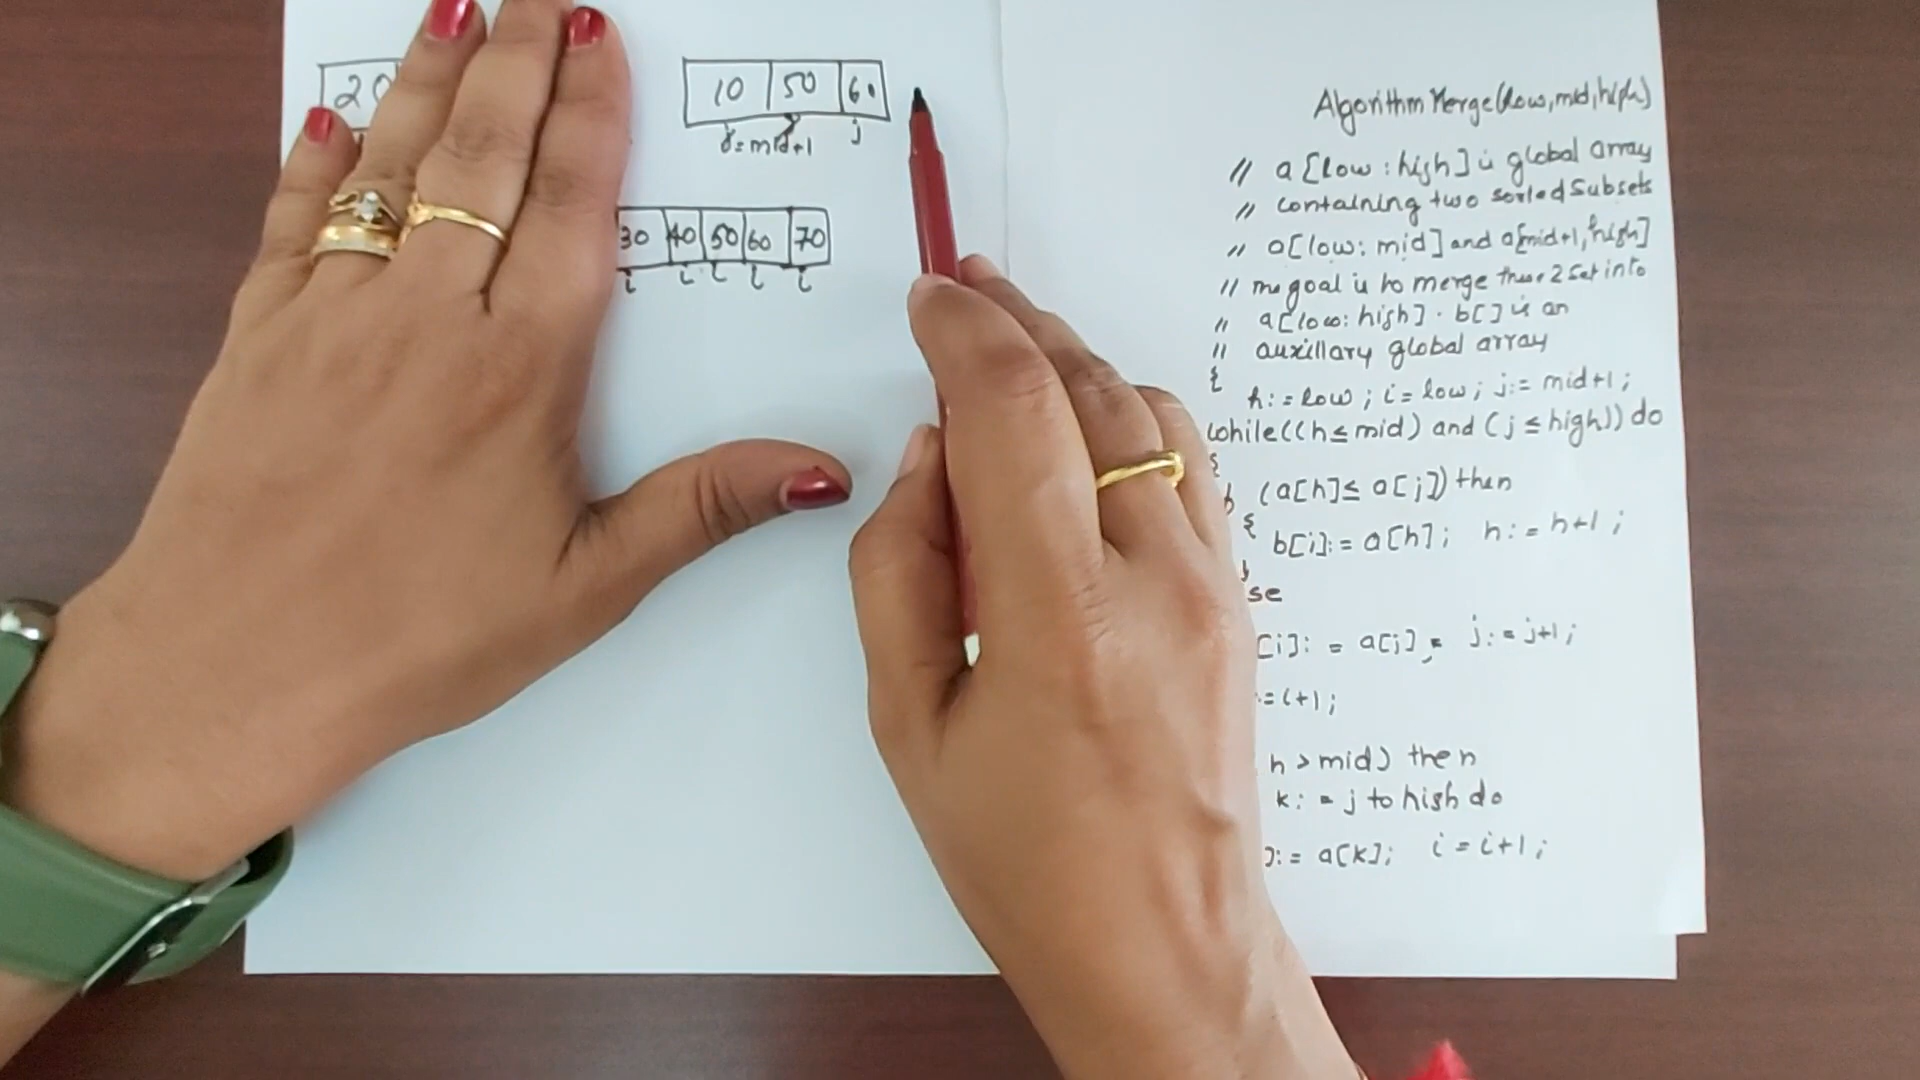 20
10 50 60
j=mid+1 j
30 40 50 60 70
i i i i i
Algorithm Merge(low,mid,high)
// a[low:high] is global array
// containing two sorted Subsets
// a[low:mid] and a[mid+1,high]
// the goal is to merge these 2 set into
// a[low:high]. b[] is an
// auxillary global array
{
h:=low; i=low; j:=mid+1;
while((h≤mid) and (j≤high)) do
{
(a[h]≤ a[j]) then
{
b[i]:= a[h]; h:=h+1;
}
se
[i]:= a[j]; j:=j+1;
:=i+1;
h>mid) then
k:=j to high do
]:= a[k]; i=i+1;